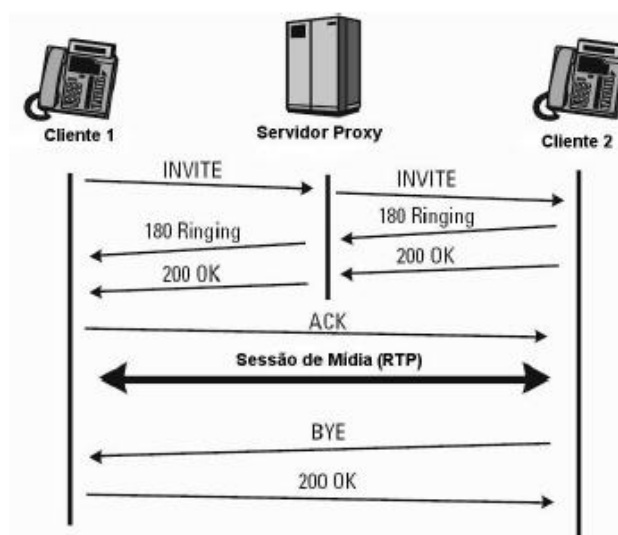 Cliente 1
Servidor Proxy
Cliente 2
INVITE
INVITE
180 Ringing
180 Ringing
200 OK
200 OK
ACK
Sessão de Mídia (RTP)
BYE
200 OK